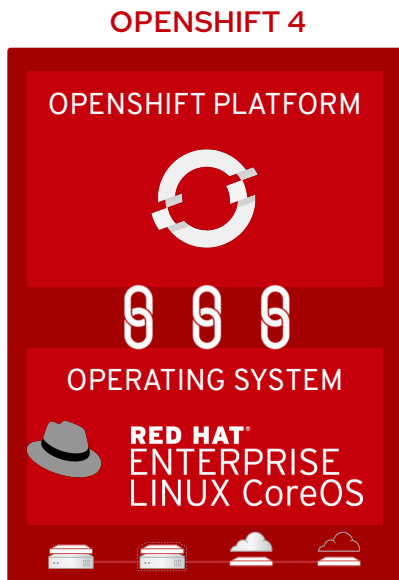 OPENSHIFT 4
OPENSHIFT PLATFORM
OPERATING SYSTEM
RED HAT®
ENTERPRISE
LINUX CoreOS